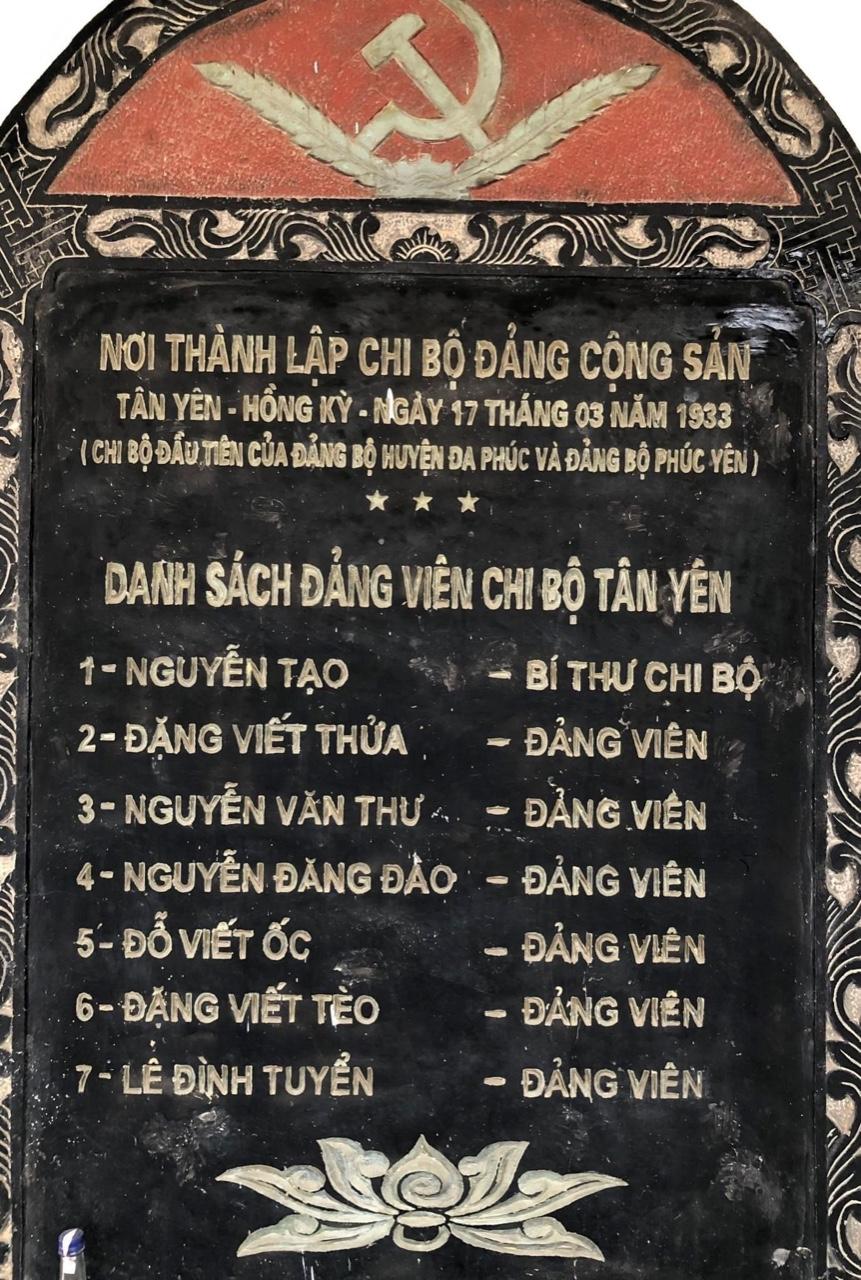 NƠI THÀNH LẬP CHI BỘ ĐẢNG CỘNG SẢN
TÂN YÊN - HỒNG KỲ - NGÀY 17 THÁNG 03 NĂM 1933
( CHI BỘ ĐẦU TIÊN CỦA ĐẢNG BỘ HUYỆN ĐA PHÚC VÀ ĐẢNG BỘ PHÚC YÊN )
DANH SÁCH ĐẢNG VIÊN CHI BỘ TÂN YÊN
1- NGUYỄN TẠO - BÍ THƯ CHI BỘ
2- ĐẶNG VIẾT THỬA - ĐẢNG VIÊN
3- NGUYỄN VĂN THƯ - ĐẢNG VIÊN
4- NGUYỄN ĐĂNG ĐÀO - ĐẢNG VIÊN
5- ĐỖ VIẾT ỐC - ĐẢNG VIÊN
6- ĐẶNG VIẾT TÈO - ĐẢNG VIÊN
7- LÊ ĐÌNH TUYỂN - ĐẢNG VIÊN